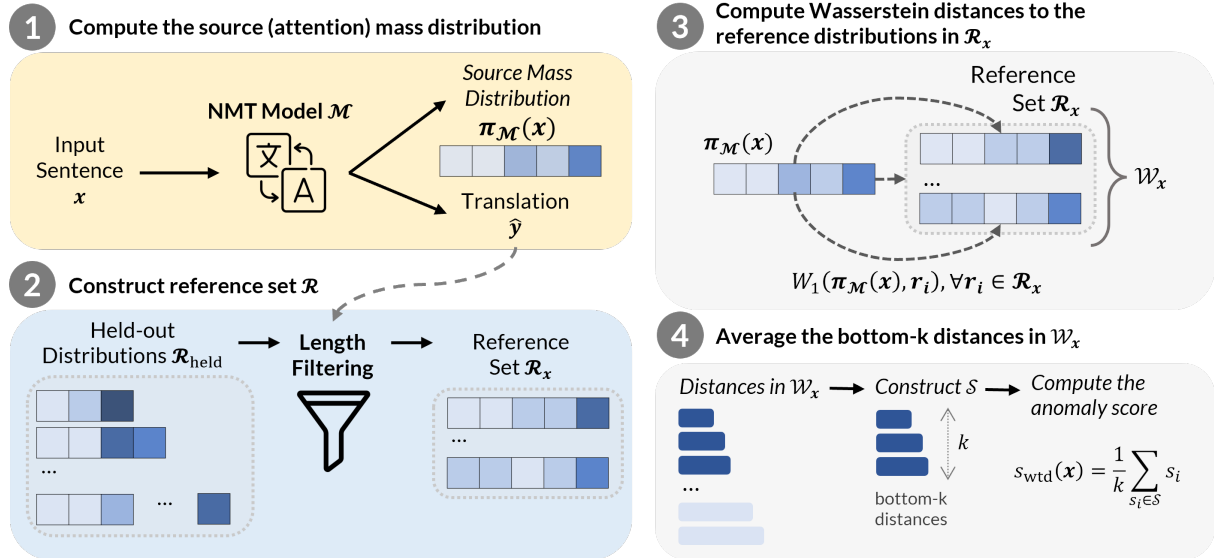 1
Compute the source (attention) mass distribution
Input
Sentence
𝒙
NMT Model ℳ
文
A
Source Mass
Distribution
𝝅ℳ(𝒙)
Translation
ŷ
2
Construct reference set ℛ
Held-out
Distributions ℛheld
...
...
Length
Filtering
Reference
Set ℛ𝒙
...
3
Compute Wasserstein distances to the
reference distributions in ℛ𝒙
Reference
Set ℛ𝒙
𝝅ℳ(𝒙)
...
𝒲𝒙
W₁(𝝅ℳ(𝒙), 𝒓𝒊), ∀𝒓𝒊 ∈ ℛ𝒙
4
Average the bottom-k distances in 𝒲𝒙
Distances in 𝒲𝒙
...
Construct 𝒮
k
bottom-k
distances
Compute the
anomaly score
s_wtd(𝒙) = 1/k ∑_{sᵢ∈𝒮} sᵢ